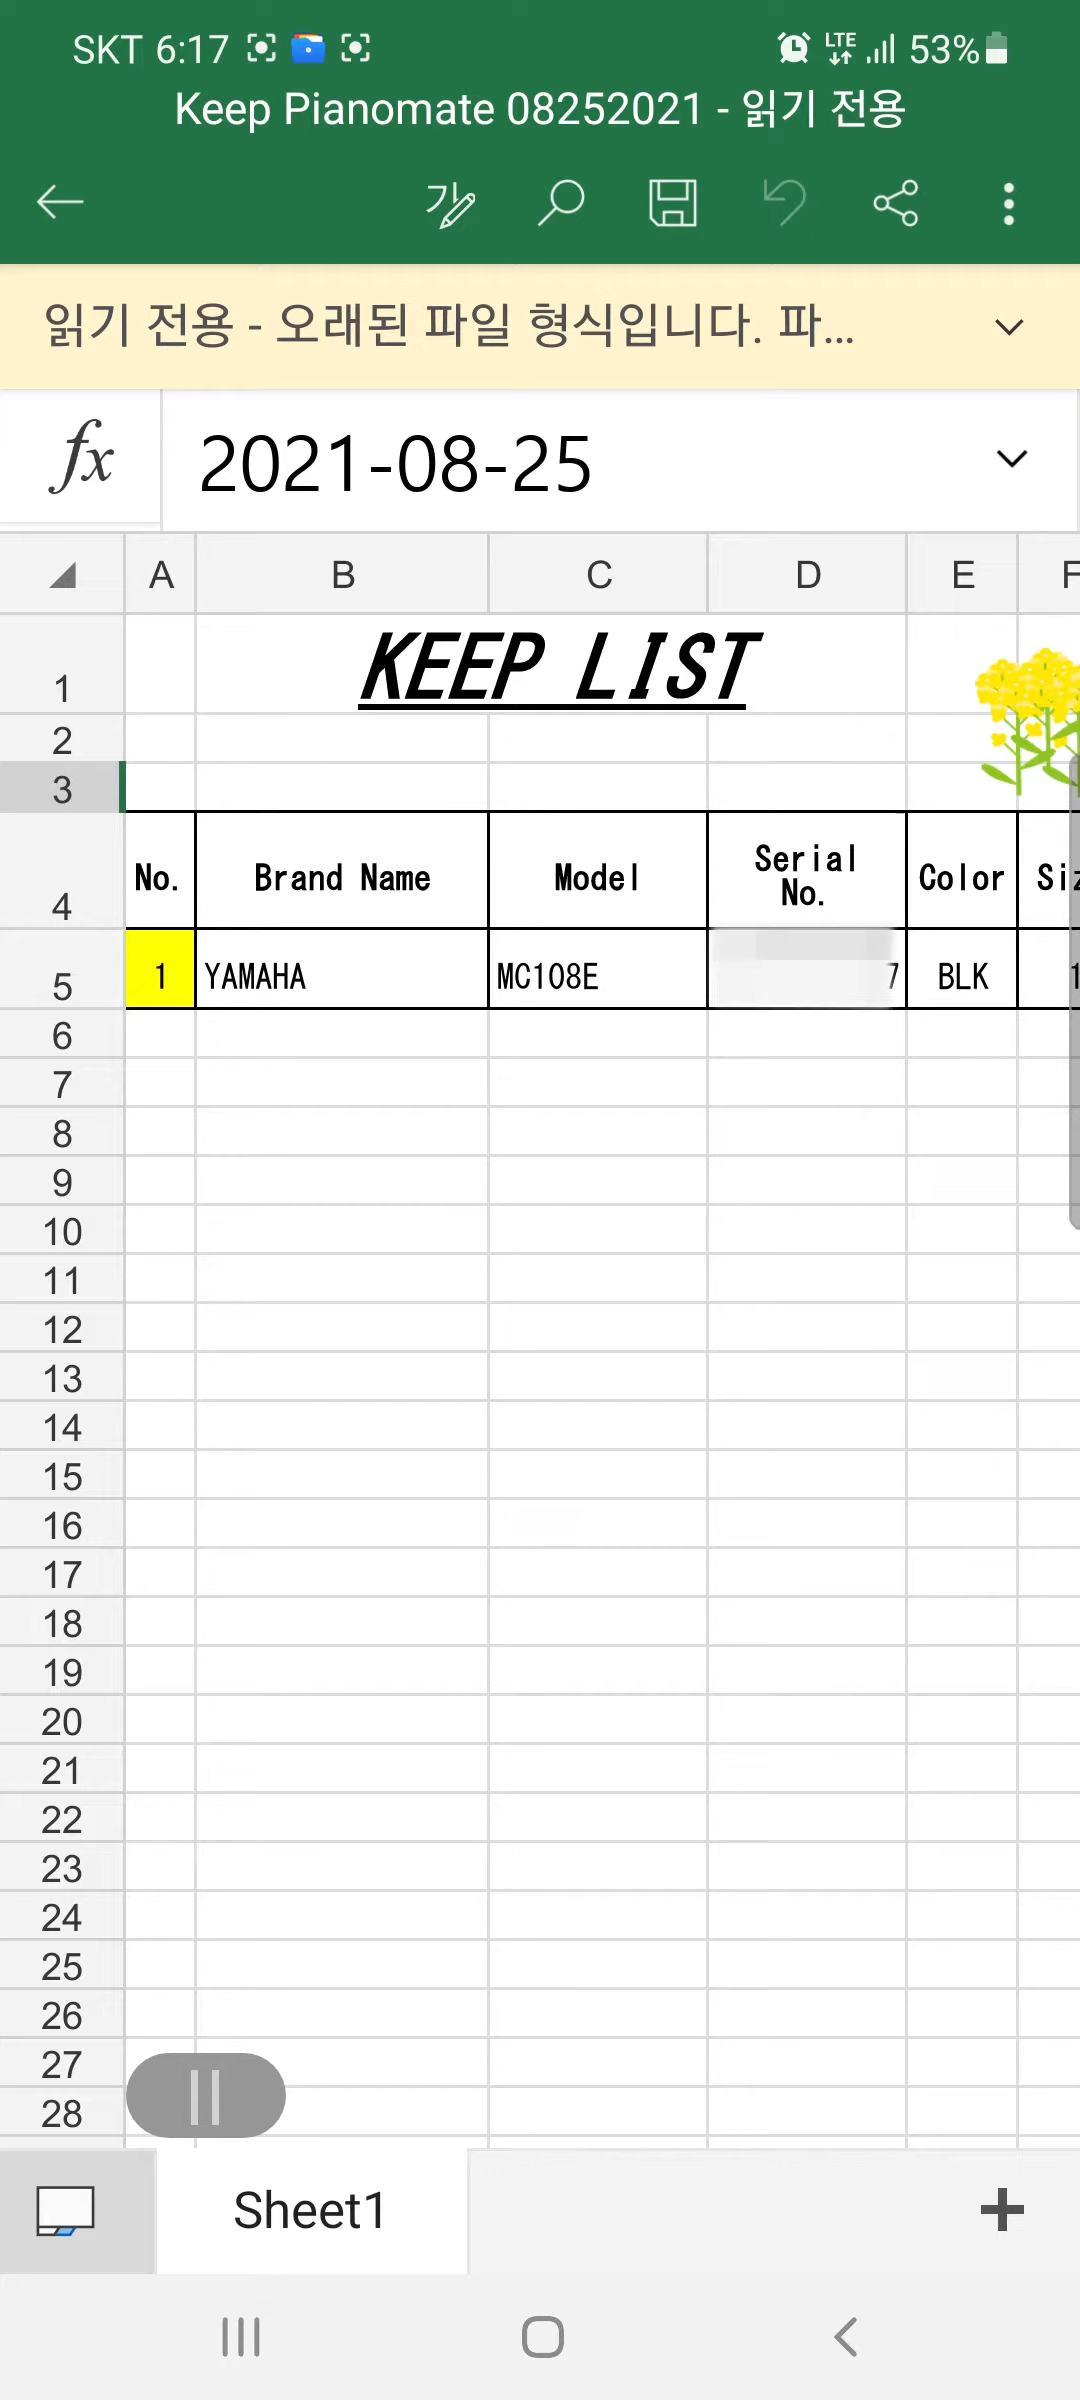 SKT 6:17 LTE 53%
Keep Pianomate 08252021 - 읽기 전용
가
읽기 전용 - 오래된 파일 형식입니다. 파...
fx 2021-08-25
A B C D E F
1 KEEP LIST
2
3
4 No. Brand Name Model Serial No. Color
5 1 YAMAHA MC108E 7 BLK
6
7
8
9
10
11
12
13
14
15
16
17
18
19
20
21
22
23
24
25
26
27
28
Sheet1